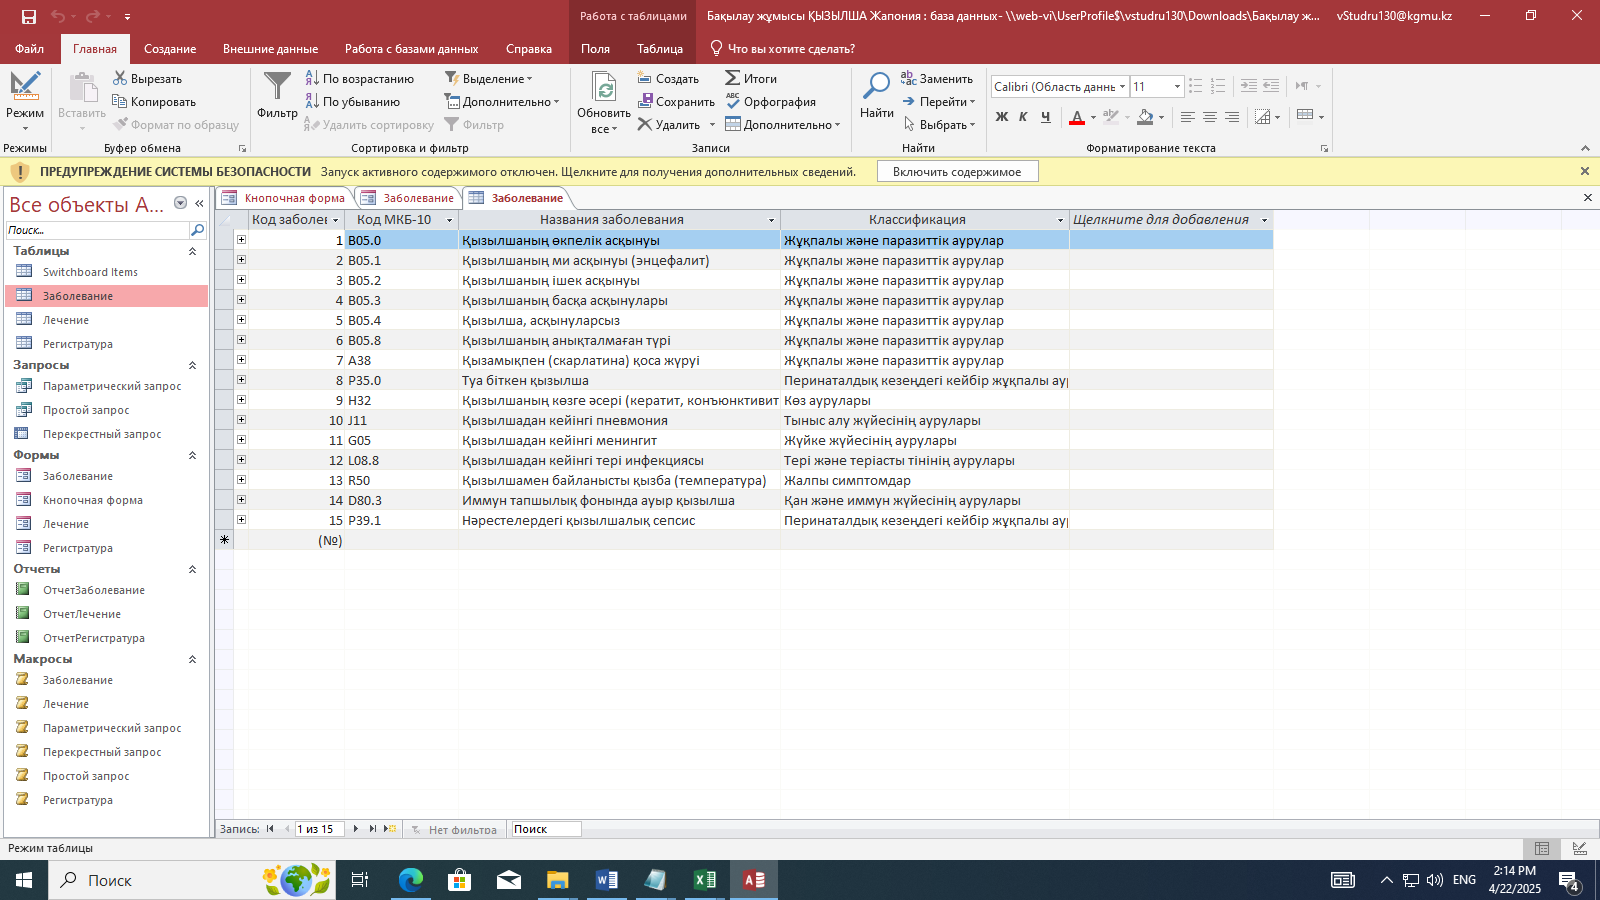 Работа с таблицами
Бақылау жұмысы ҚЫЗЫЛША Жапония : база данных- \\web-vi\UserProfile$\vstudru130\Downloads\Бақылау ж...
vStudru130@kgmu.kz
Файл Главная Создание Внешние данные Работа с базами данных Справка Поля Таблица Что вы хотите сделать?
Режим
Режимы
Вставить
Вырезать
Копировать
Формат по образцу
Буфер обмена
Фильтр
По возрастанию
По убыванию
Удалить сортировку
Выделение
Дополнительно
Фильтр
Сортировка и фильтр
Обновить
все
Создать
Сохранить
Удалить
Итоги
Орфография
Дополнительно
Записи
Найти
Заменить
Перейти
Выбрать
Найти
Calibri (Область даннь 11
Ж К Ч А
Форматирование текста
ПРЕДУПРЕЖДЕНИЕ СИСТЕМЫ БЕЗОПАСНОСТИ Запуск активного содержимого отключен. Щелкните для получения дополнительных сведений. Включить содержимое
Все объекты A...
Поиск...
Таблицы
Switchboard Items
Заболевание
Лечение
Регистратура
Запросы
Параметрический запрос
Простой запрос
Перекрестный запрос
Формы
Заболевание
Кнопочная форма
Лечение
Регистратура
Отчеты
ОтчетЗаболевание
ОтчетЛечение
ОтчетРегистратура
Макросы
Заболевание
Лечение
Параметрический запрос
Перекрестный запрос
Простой запрос
Регистратура
Кнопочная форма Заболевание Заболевание
Код заболев Код МКБ-10 Названия заболевания Классификация Щелкните для добавления
1 B05.0 Қызылшаның өкпелік асқынуы Жұқпалы және паразиттік аурулар
2 B05.1 Қызылшаның ми асқынуы (энцефалит) Жұқпалы және паразиттік аурулар
3 B05.2 Қызылшаның ішек асқынуы Жұқпалы және паразиттік аурулар
4 B05.3 Қызылшаның басқа асқынулары Жұқпалы және паразиттік аурулар
5 B05.4 Қызылша, асқынуларсыз Жұқпалы және паразиттік аурулар
6 B05.8 Қызылшаның анықталмаған түрі Жұқпалы және паразиттік аурулар
7 A38 Қызамықпен (скарлатина) қоса жүруі Жұқпалы және паразиттік аурулар
8 P35.0 Туа біткен қызылша Перинаталдық кезеңдегі кейбір жұқпалы аур
9 H32 Қызылшаның көзге әсері (кератит, конъюнктивит Көз аурулары
10 J11 Қызылшадан кейінгі пневмония Тыныс алу жүйесінің аурулары
11 G05 Қызылшадан кейінгі менингит Жүйке жүйесінің аурулары
12 L08.8 Қызылшадан кейінгі тері инфекциясы Тері және теріасты тінінің аурулары
13 R50 Қызылшамен байланысты қызба (температура) Жалпы симптомдар
14 D80.3 Иммун тапшылық фонында ауыр қызылша Қан және иммун жүйесінің аурулары
15 P39.1 Нәрестелердегі қызылшалық сепсис Перинаталдық кезеңдегі кейбір жұқпалы аур
(№)
Запись: 1 из 15 Нет фильтра Поиск
Режим таблицы
Поиск
ENG
2:14 PM
4/22/2025
4